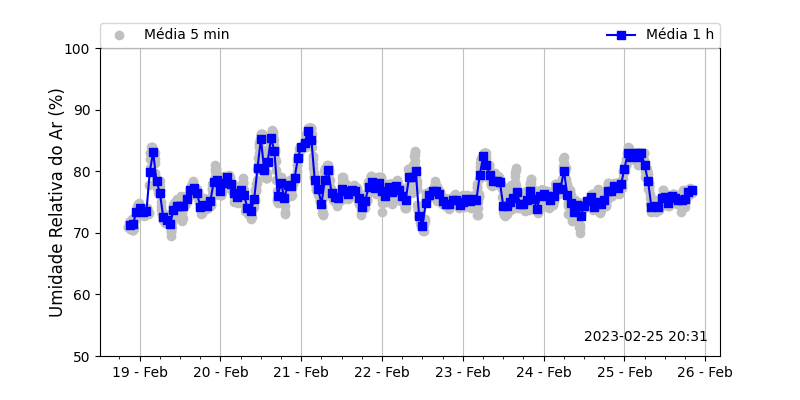 Média 5 min
Média 1 h
Umidade Relativa do Ar (%)
100
90
80
70
60
50
2023-02-25 20:31
19 - Feb
20 - Feb
21 - Feb
22 - Feb
23 - Feb
24 - Feb
25 - Feb
26 - Feb